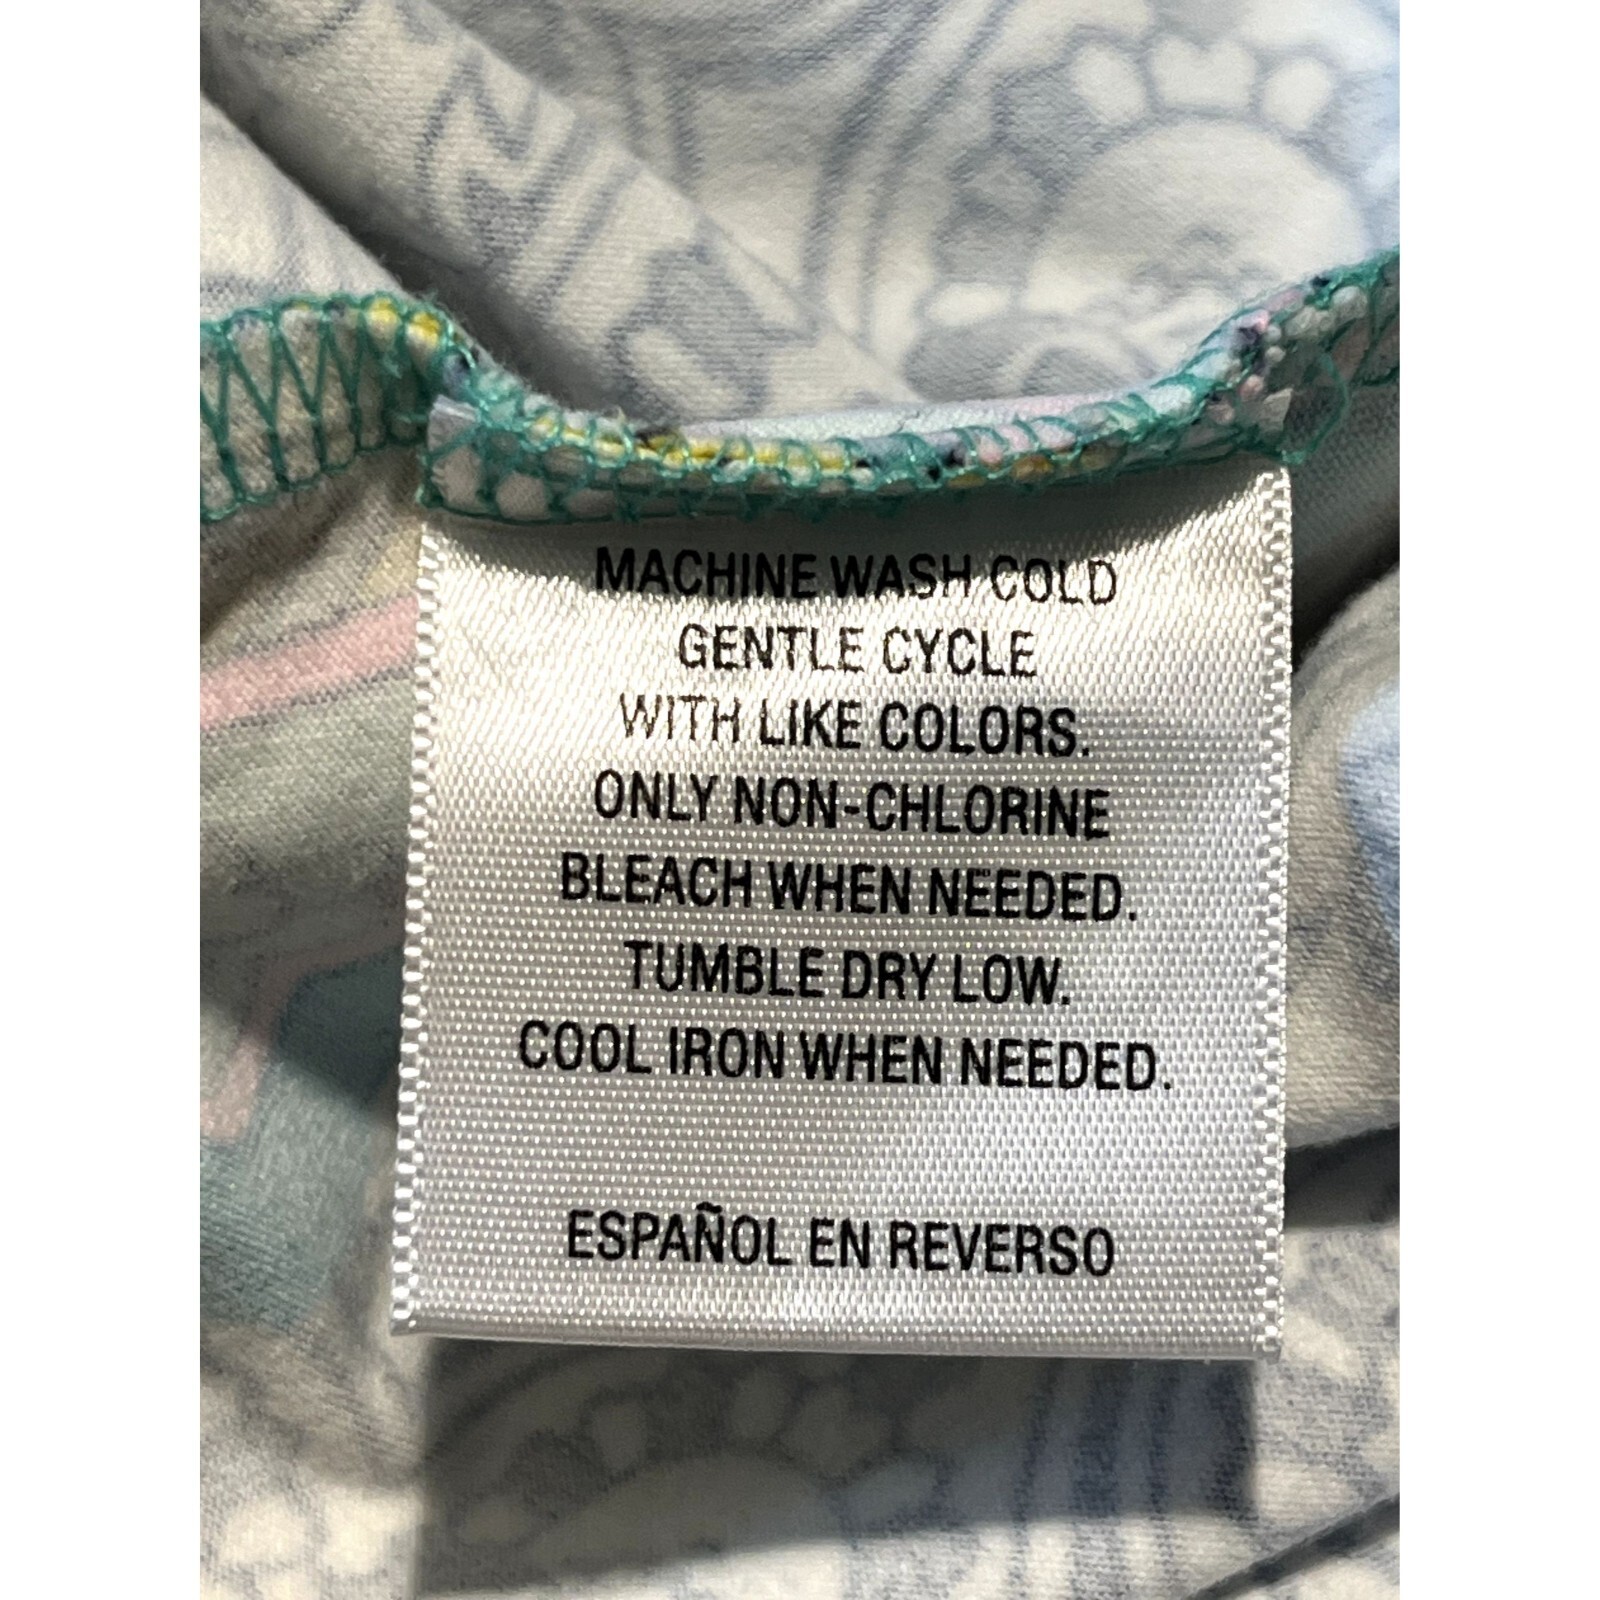 MACHINE WASH COLD
GENTLE CYCLE
WITH LIKE COLORS.
ONLY NON-CHLORINE
BLEACH WHEN NEEDED.
TUMBLE DRY LOW.
COOL IRON WHEN NEEDED.
ESPAÑOL EN REVERSO